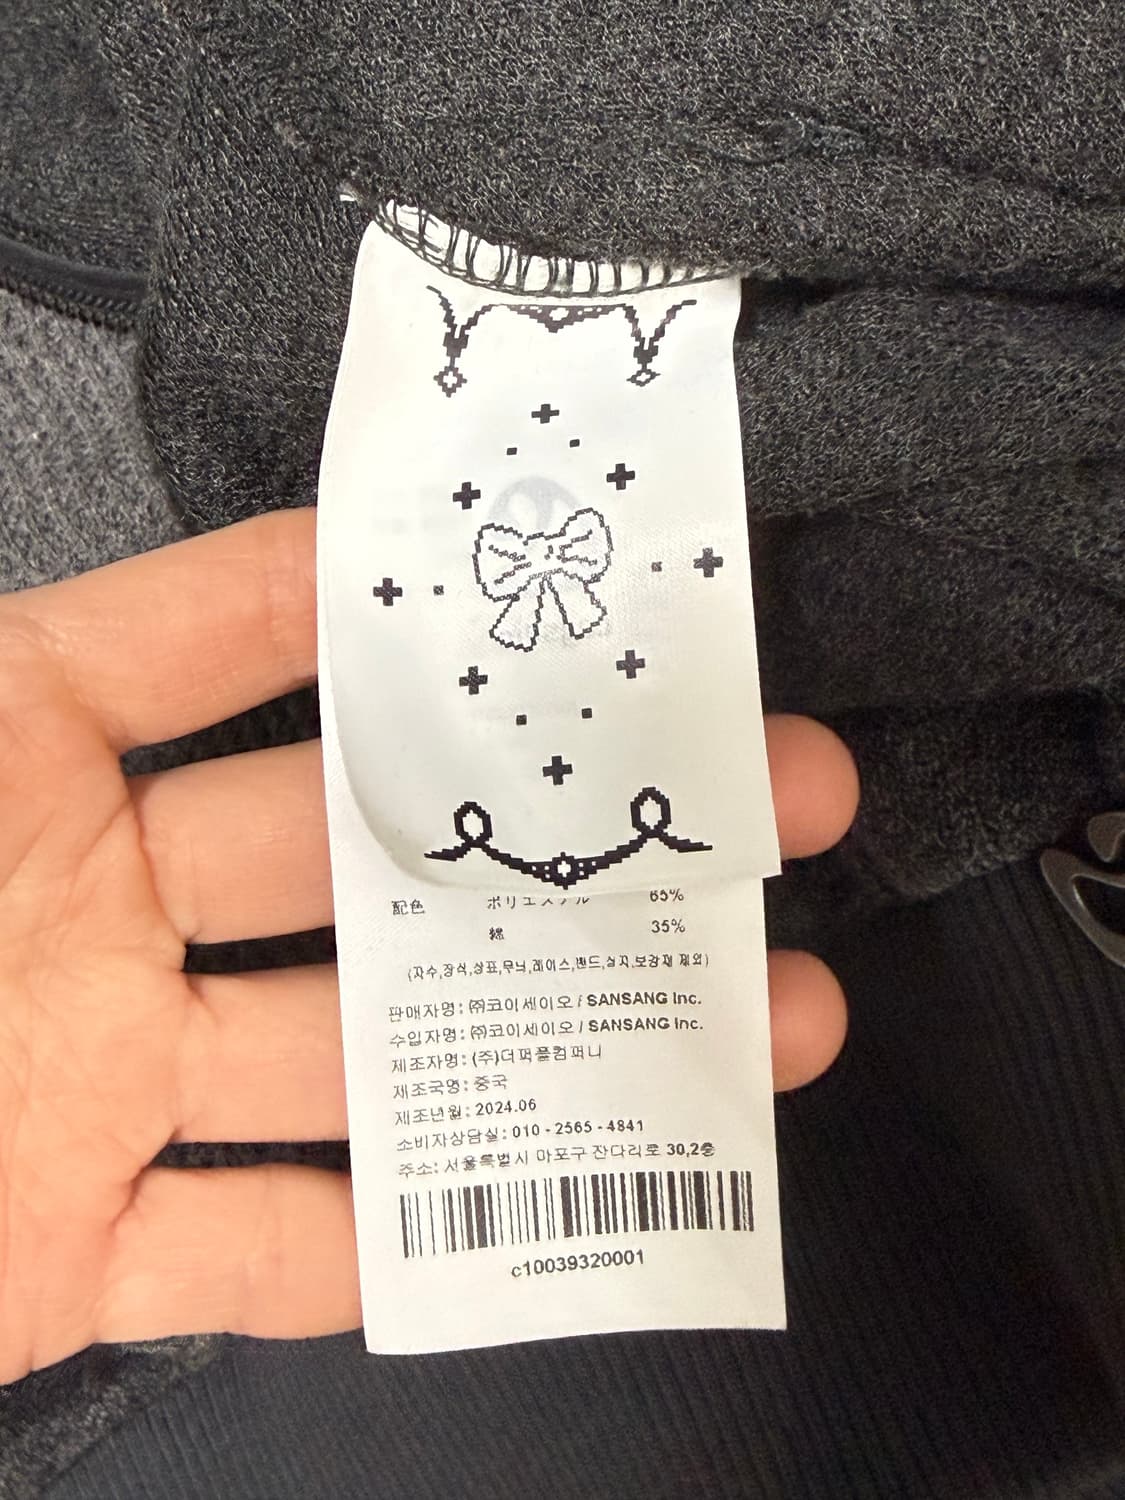 配色 ポリエステル 65%
綿 35%
(자수,장식,상표,무늬,레이스,밴드,심지,보강재 제외)
판매자명: ㈜코이세이오 / SANSANG Inc.
수입자명: ㈜코이세이오 / SANSANG Inc.
제조자명: (주)더퍼플컴퍼니
제조국명: 중국
제조년월: 2024.06
소비자상담실: 010 - 2565 - 4841
주소: 서울특별시 마포구 잔다리로 30,2층
c10039320001